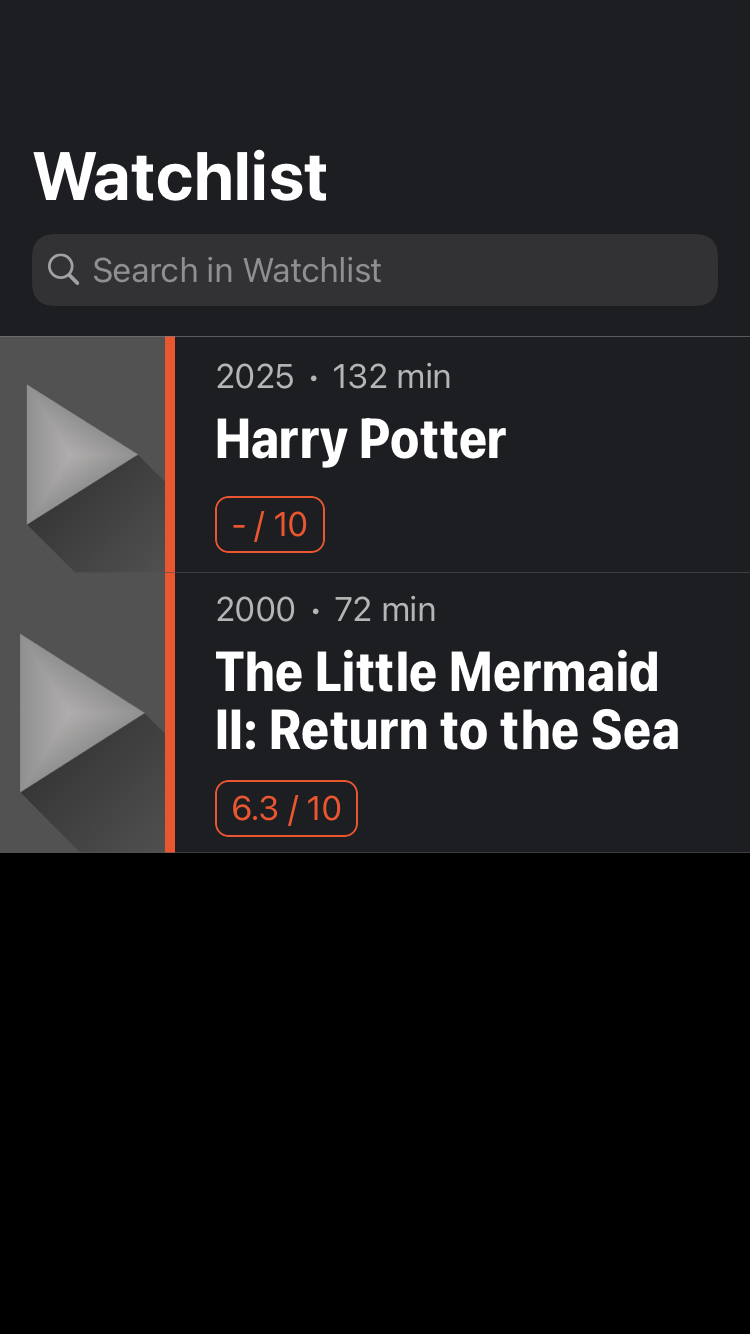 Watchlist
Search in Watchlist
2025 • 132 min
Harry Potter
- / 10
2000 • 72 min
The Little Mermaid
II: Return to the Sea
6.3 / 10